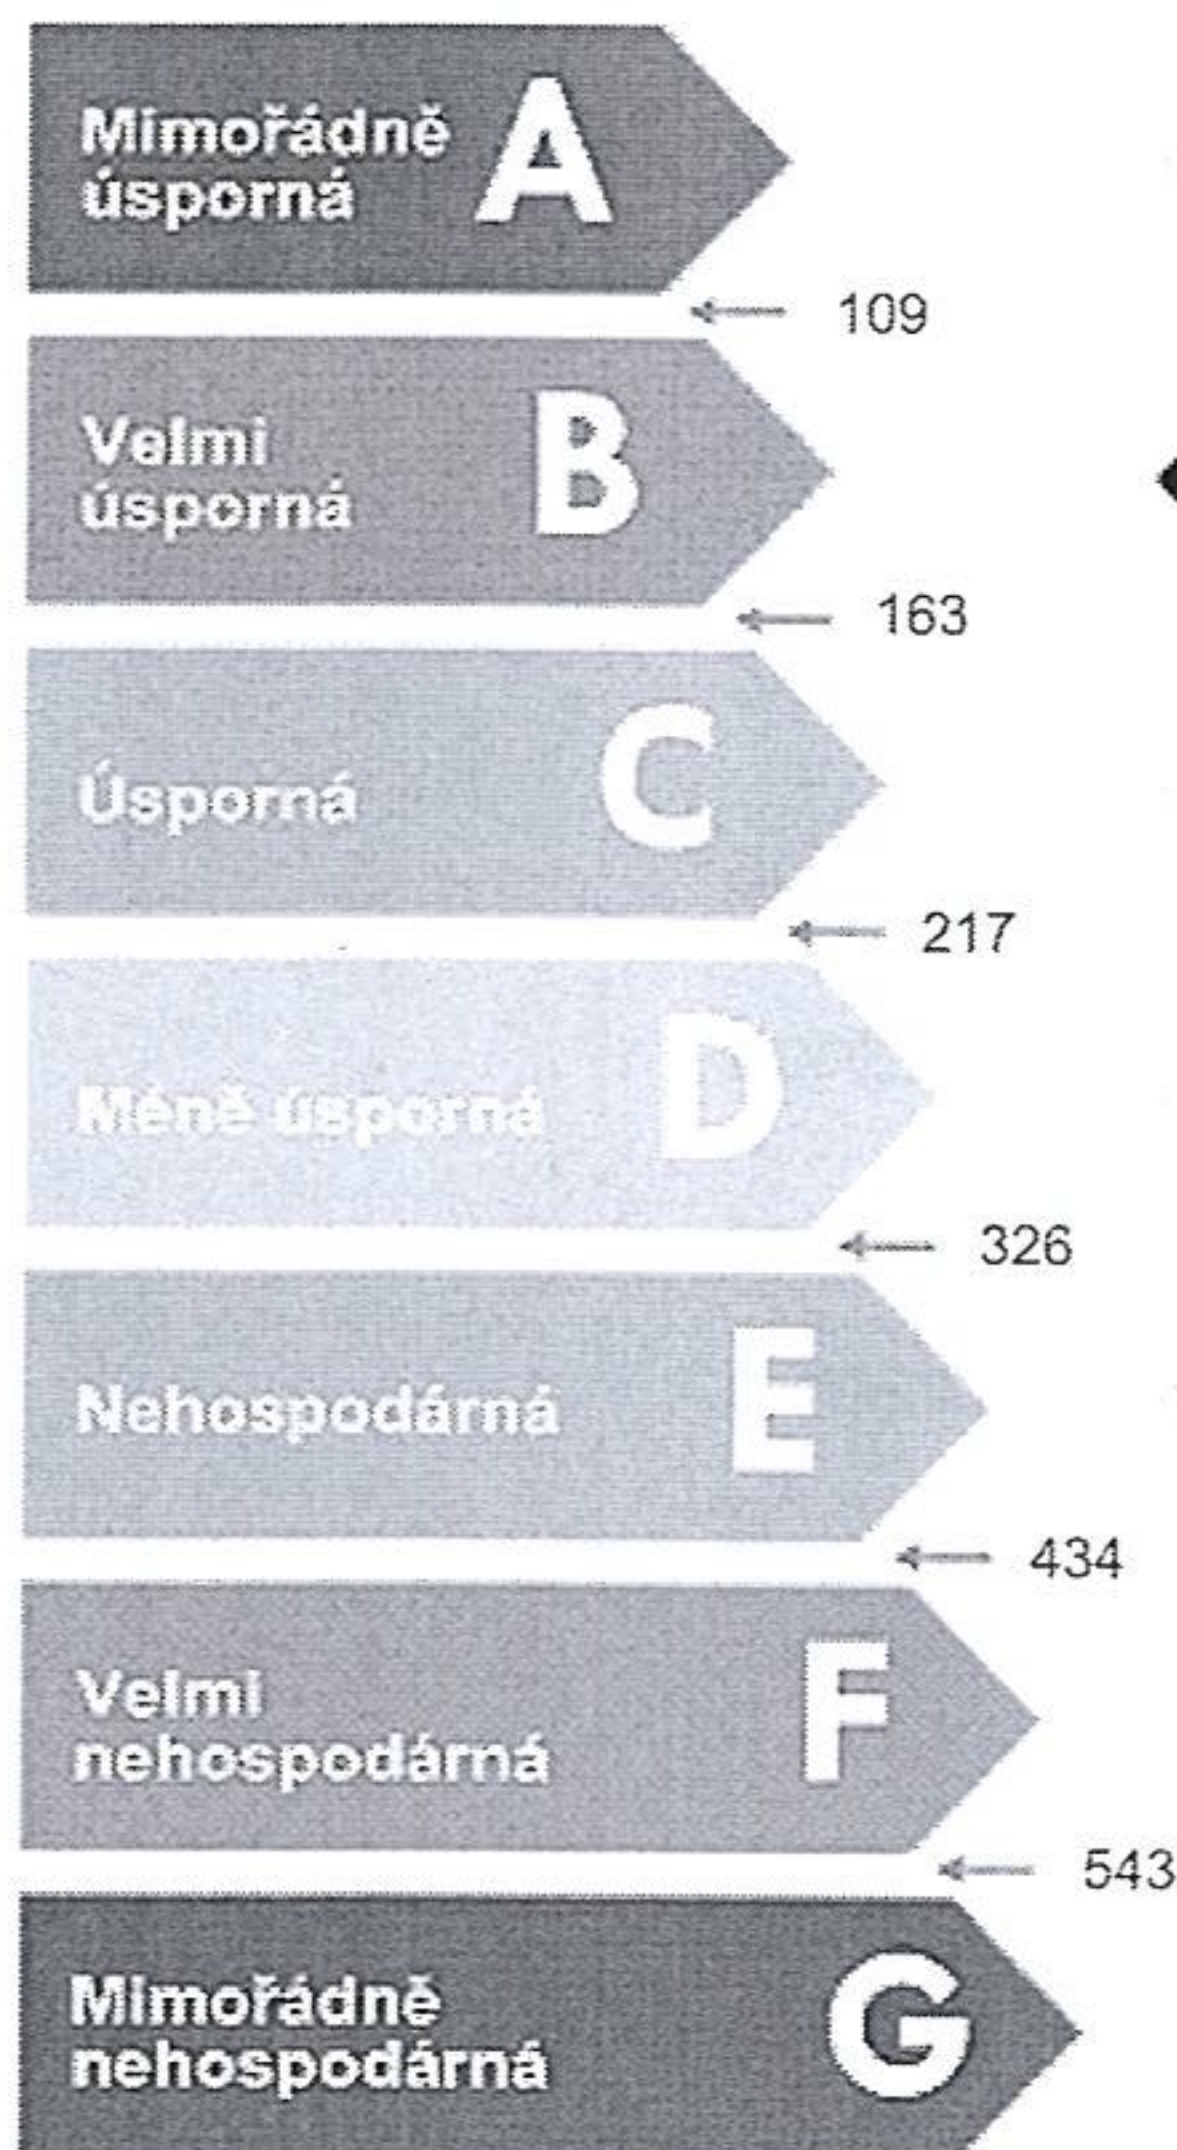 Mimořádně
úsporná
A
109
Velmi
úsporná
B
163
Úsporná
C
217
Méně úsporná
D
326
Nehospodárná
E
434
Velmi
nehospodárná
F
543
Mimořádně
nehospodárná
G